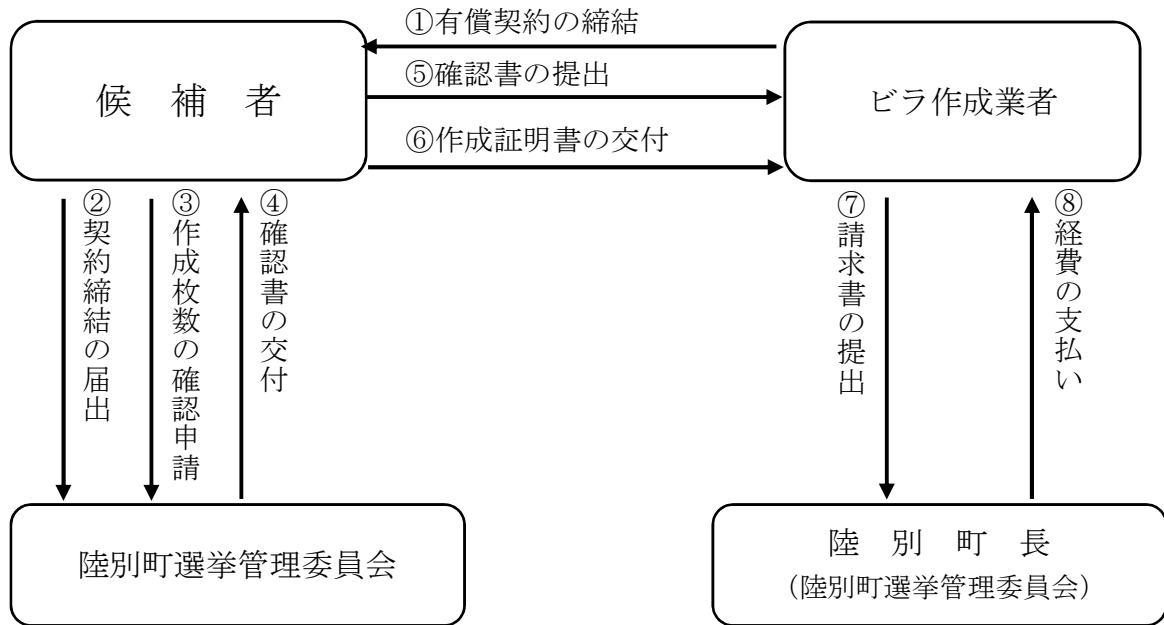 ①有償契約の締結
候補者
⑤確認書の提出
ビラ作成業者
⑥作成証明書の交付
②契約締結の届出
③作成枚数の確認申請
④確認書の交付
⑦請求書の提出
⑧経費の支払い
陸別町選挙管理委員会
陸別町長
（陸別町選挙管理委員会）